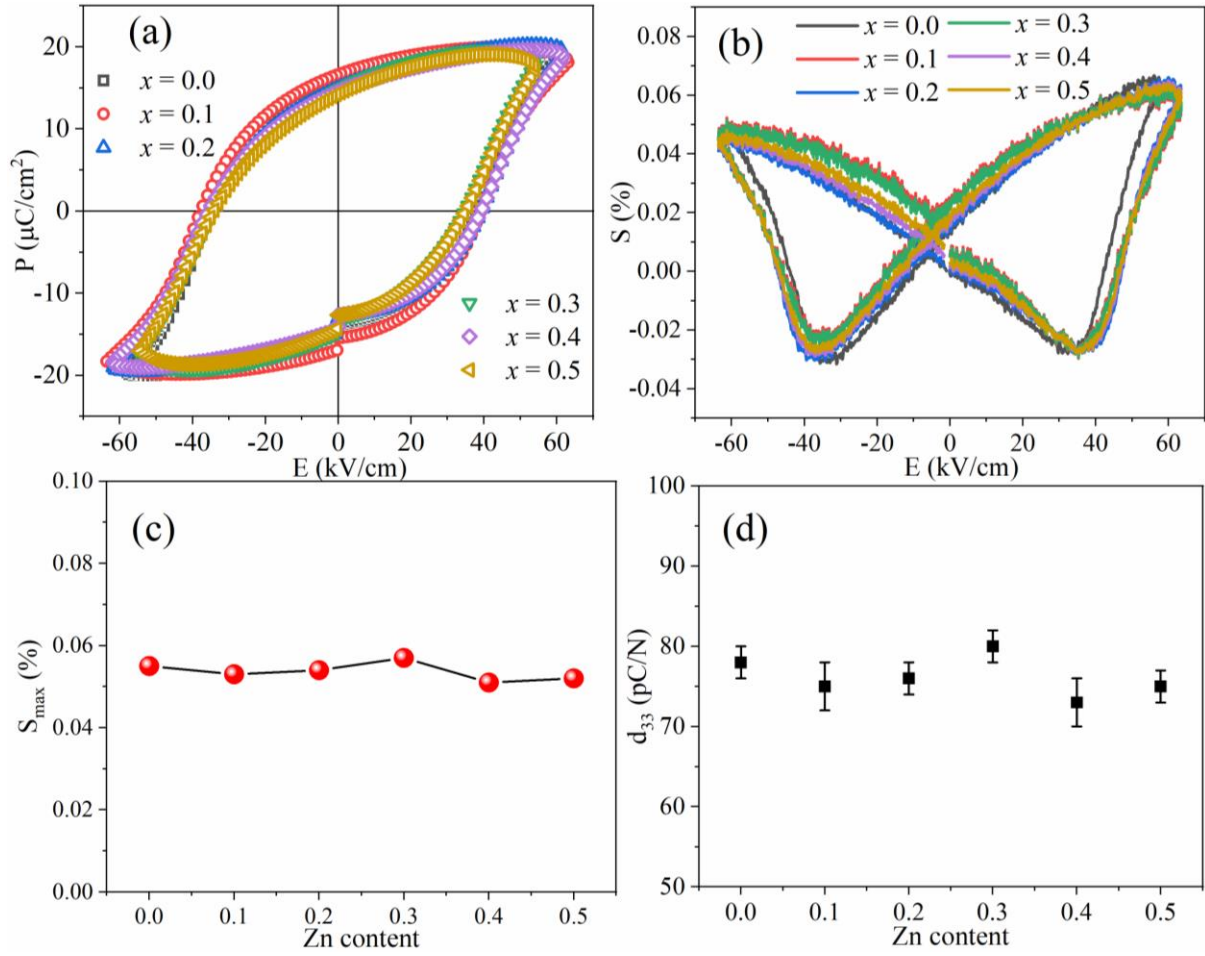 (a)
20
10
0
-10
-20
P (μC/cm²)
x = 0.0
x = 0.1
x = 0.2
x = 0.3
x = 0.4
x = 0.5
-60 -40 -20 0 20 40 60
E (kV/cm)
(b)
x = 0.0 x = 0.3
x = 0.1 x = 0.4
x = 0.2 x = 0.5
0.08
0.06
0.04
0.02
0.00
-0.02
-0.04
S (%)
-60 -40 -20 0 20 40 60
E (kV/cm)
(c)
0.10
0.08
0.06
0.04
0.02
0.00
Smax (%)
0.0 0.1 0.2 0.3 0.4 0.5
Zn content
(d)
100
90
80
70
60
50
d33 (pC/N)
0.0 0.1 0.2 0.3 0.4 0.5
Zn content